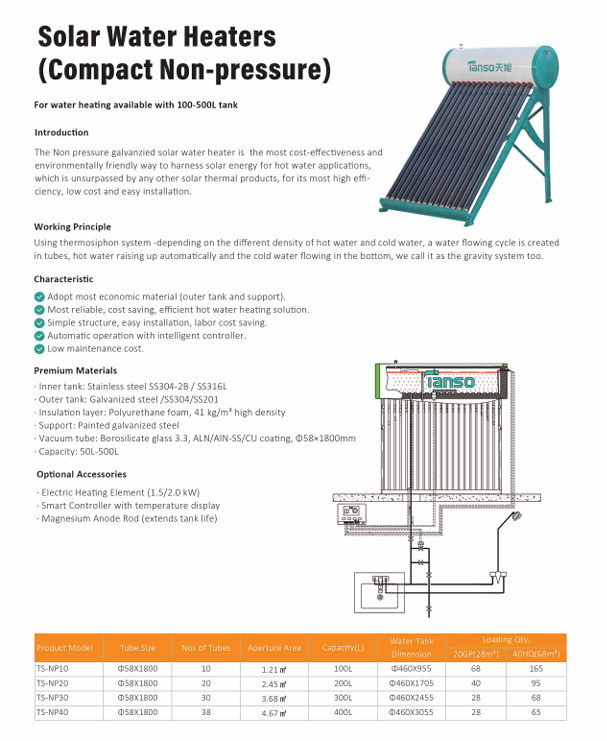 Solar Water Heaters
(Compact Non-pressure)
For water heating available with 100-500L tank
Tanso天旭
Introduction
The Non pressure galvanzied solar water heater is the most cost-effectiveness and
environmentally friendly way to harness solar energy for hot water applications,
which is unsurpassed by any other solar thermal products, for its most high effi-
ciency, low cost and easy installation.
Working Principle
Using thermosiphon system -depending on the different density of hot water and cold water, a water flowing cycle is created
in tubes, hot water raising up automatically and the cold water flowing in the bottom, we call it as the gravity system too.
Characteristic
Adopt most economic material (outer tank and support).
Most reliable, cost saving, efficient hot water heating solution.
Simple structure, easy installation, labor cost saving.
Automatic operation with intelligent controller.
Low maintenance cost.
Premium Materials
· Inner tank: Stainless steel SS304-2B / SS316L
· Outer tank: Galvanized steel /SS304/SS201
· Insulation layer: Polyurethane foam, 41 kg/m³ high density
· Support: Painted galvanized steel
· Vacuum tube: Borosilicate glass 3.3, ALN/AIN-SS/CU coating, Φ58×1800mm
· Capacity: 50L-500L
Tanso
Optional Accessories
· Electric Heating Element (1.5/2.0 kW)
· Smart Controller with temperature display
· Magnesium Anode Rod (extends tank life)
Product Model Tube Size Nos of Tubes Aperture Area Capacity(L) Water Tank Dimension Loading Qty. 20GP(28m³) 40HQ(68m³)
TS-NP10 Φ58X1800 10 1.21㎡ 100L Φ460X955 68 165
TS-NP20 Φ58X1800 20 2.45㎡ 200L Φ460X1705 40 95
TS-NP30 Φ58X1800 30 3.68㎡ 300L Φ460X2455 28 68
TS-NP40 Φ58X1800 38 4.67㎡ 400L Φ460X3055 28 65